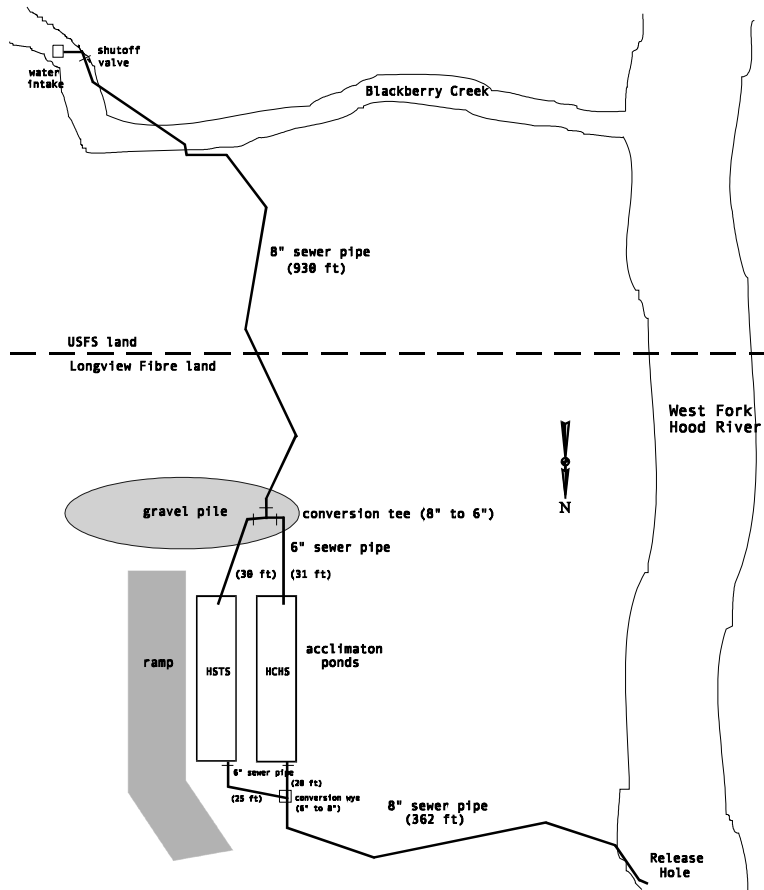 shutoff
valve
water
intake
Blackberry Creek
8" sewer pipe
(930 ft)
USFS land
Longview Fibre land
West Fork
Hood River
N
gravel pile
conversion tee (8" to 6")
6" sewer pipe
(30 ft)
(31 ft)
ramp
HSTS
HCHS
acclimaton
ponds
6" sewer pipe
(20 ft)
(25 ft)
conversion wye
(6" to 8")
8" sewer pipe
(362 ft)
Release
Hole